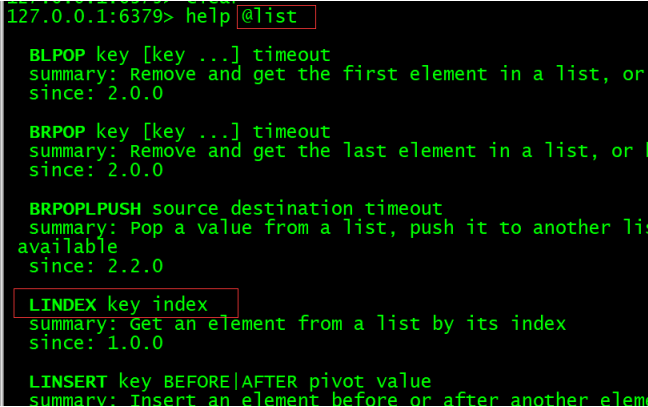 127.0.0.1:6379> help @list
BLPOP key [key ...] timeout
summary: Remove and get the first element in a list, or
since: 2.0.0
BRPOP key [key ...] timeout
summary: Remove and get the last element in a list, or
since: 2.0.0
BRPOPLPUSH source destination timeout
summary: Pop a value from a list, push it to another lis
available
since: 2.2.0
LINDEX key index
summary: Get an element from a list by its index
since: 1.0.0
LINSERT key BEFORE|AFTER pivot value
summary: Insert an element before or after another eleme